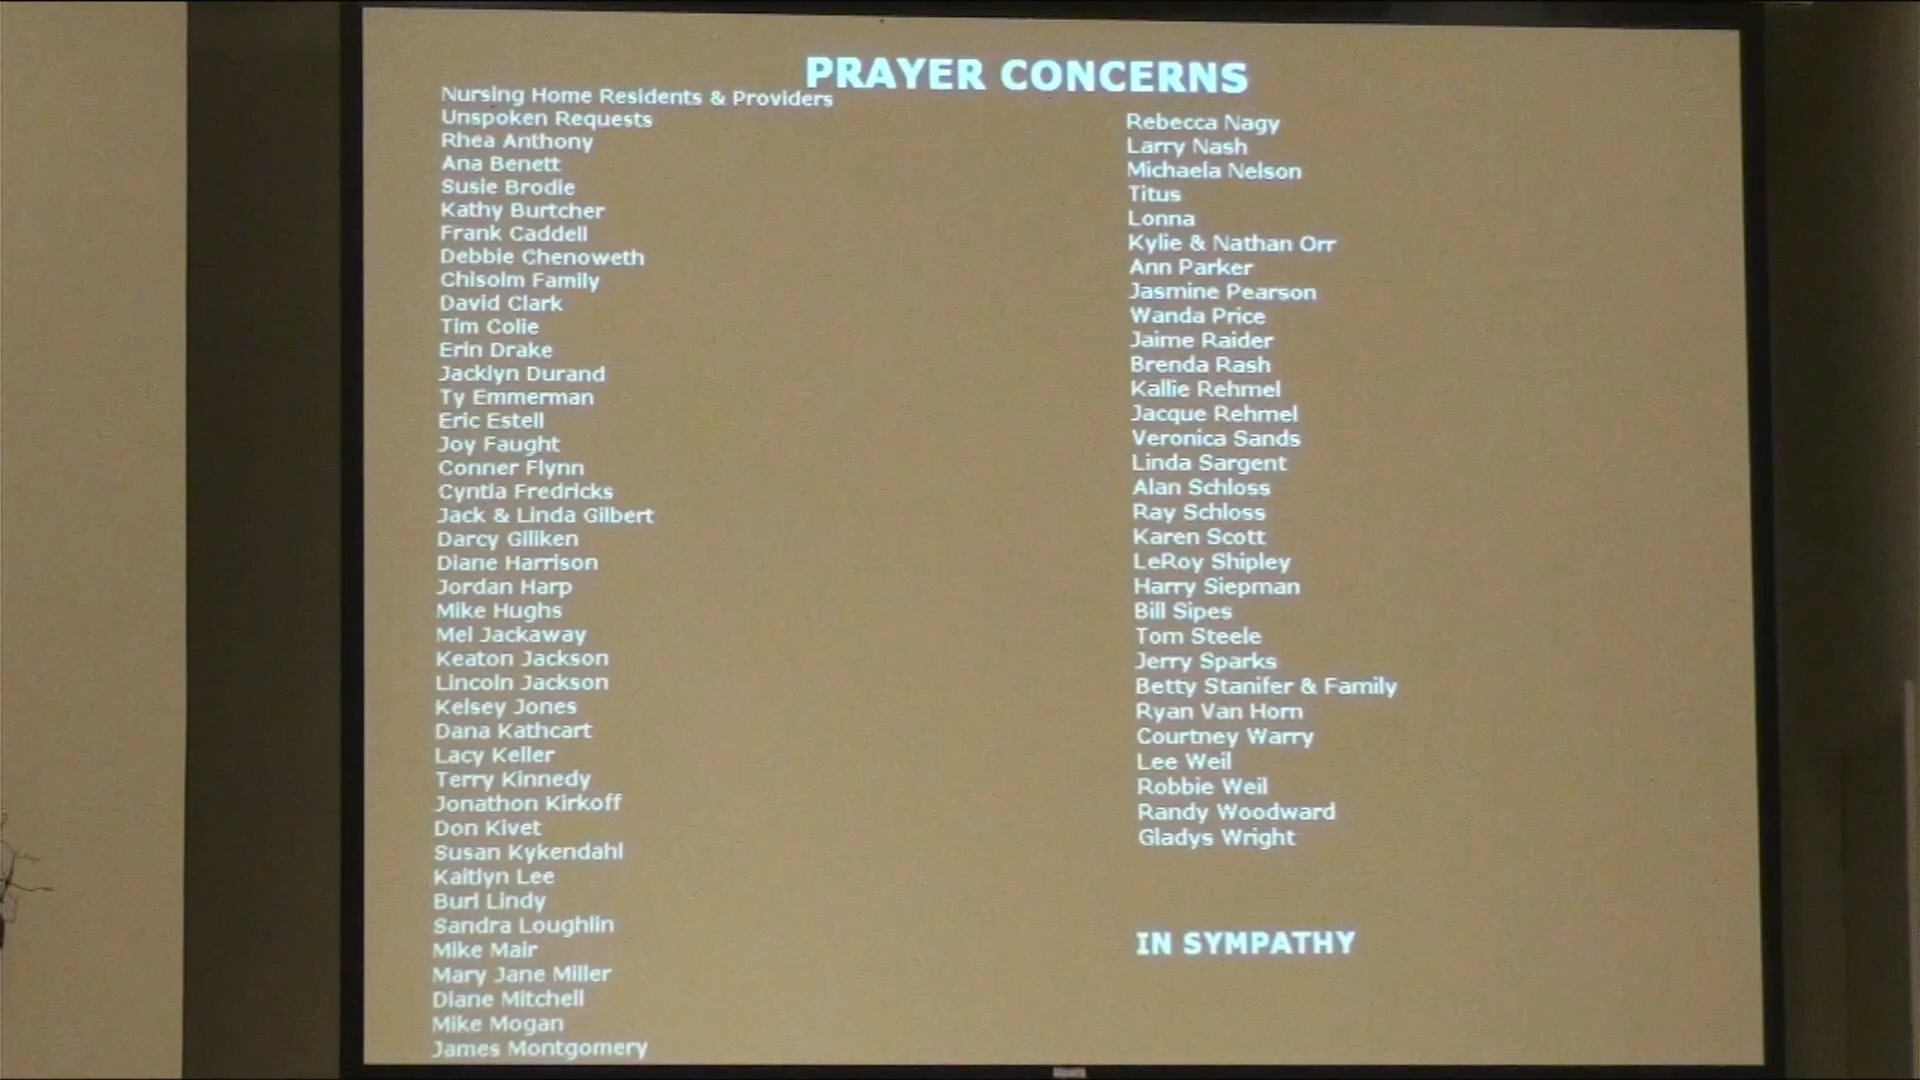 PRAYER CONCERNS
Nursing Home Residents & Providers
Unspoken Requests
Rhea Anthony
Ana Benett
Susie Brodie
Kathy Burtcher
Frank Caddell
Debbie Chenoweth
Chisolm Family
David Clark
Tim Colie
Erin Drake
Jacklyn Durand
Ty Emmerman
Eric Estell
Joy Faught
Conner Flynn
Cyntia Fredricks
Jack & Linda Gilbert
Darcy Giliken
Diane Harrison
Jordan Harp
Mike Hughs
Mel Jackaway
Keaton Jackson
Lincoln Jackson
Kelsey Jones
Dana Kathcart
Lacy Keller
Terry Kinnedy
Jonathon Kirkoff
Don Kivet
Susan Kykendahl
Kaitlyn Lee
Burl Lindy
Sandra Loughlin
Mike Mair
Mary Jane Miller
Diane Mitchell
Mike Mogan
James Montgomery
Rebecca Nagy
Larry Nash
Michaela Nelson
Titus
Lonna
Kylie & Nathan Orr
Ann Parker
Jasmine Pearson
Wanda Price
Jaime Raider
Brenda Rash
Kallie Rehmel
Jacque Rehmel
Veronica Sands
Linda Sargent
Alan Schloss
Ray Schloss
Karen Scott
LeRoy Shipley
Harry Siepman
Bill Sipes
Tom Steele
Jerry Sparks
Betty Stanifer & Family
Ryan Van Horn
Courtney Warry
Lee Weil
Robbie Weil
Randy Woodward
Gladys Wright
IN SYMPATHY